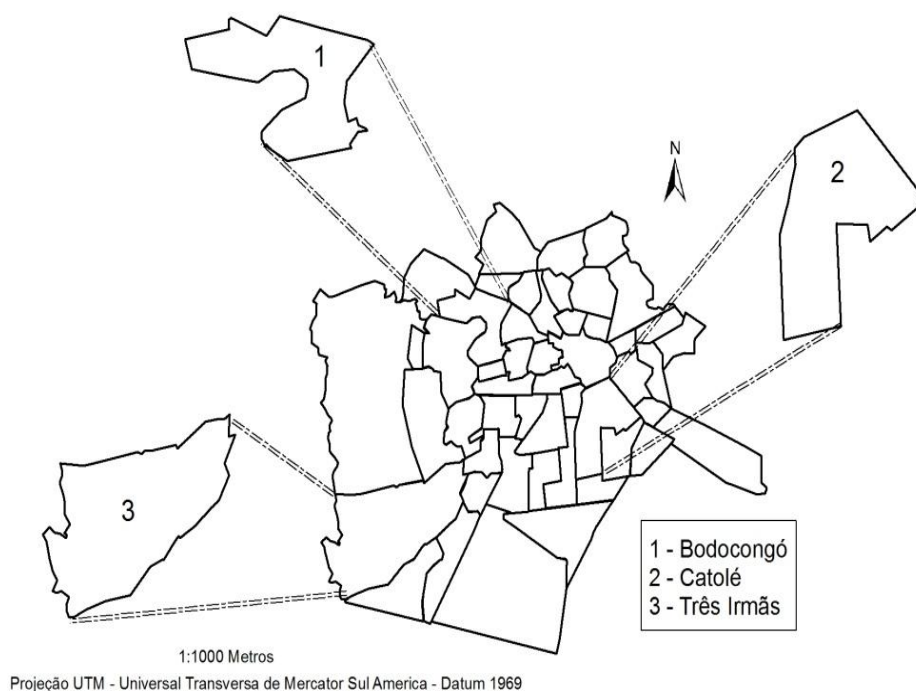 1
2
N
3
1 - Bodocongó
2 - Catolé
3 - Três Irmãs
1:1000 Metros
Projeção UTM - Universal Transversa de Mercator Sul America - Datum 1969